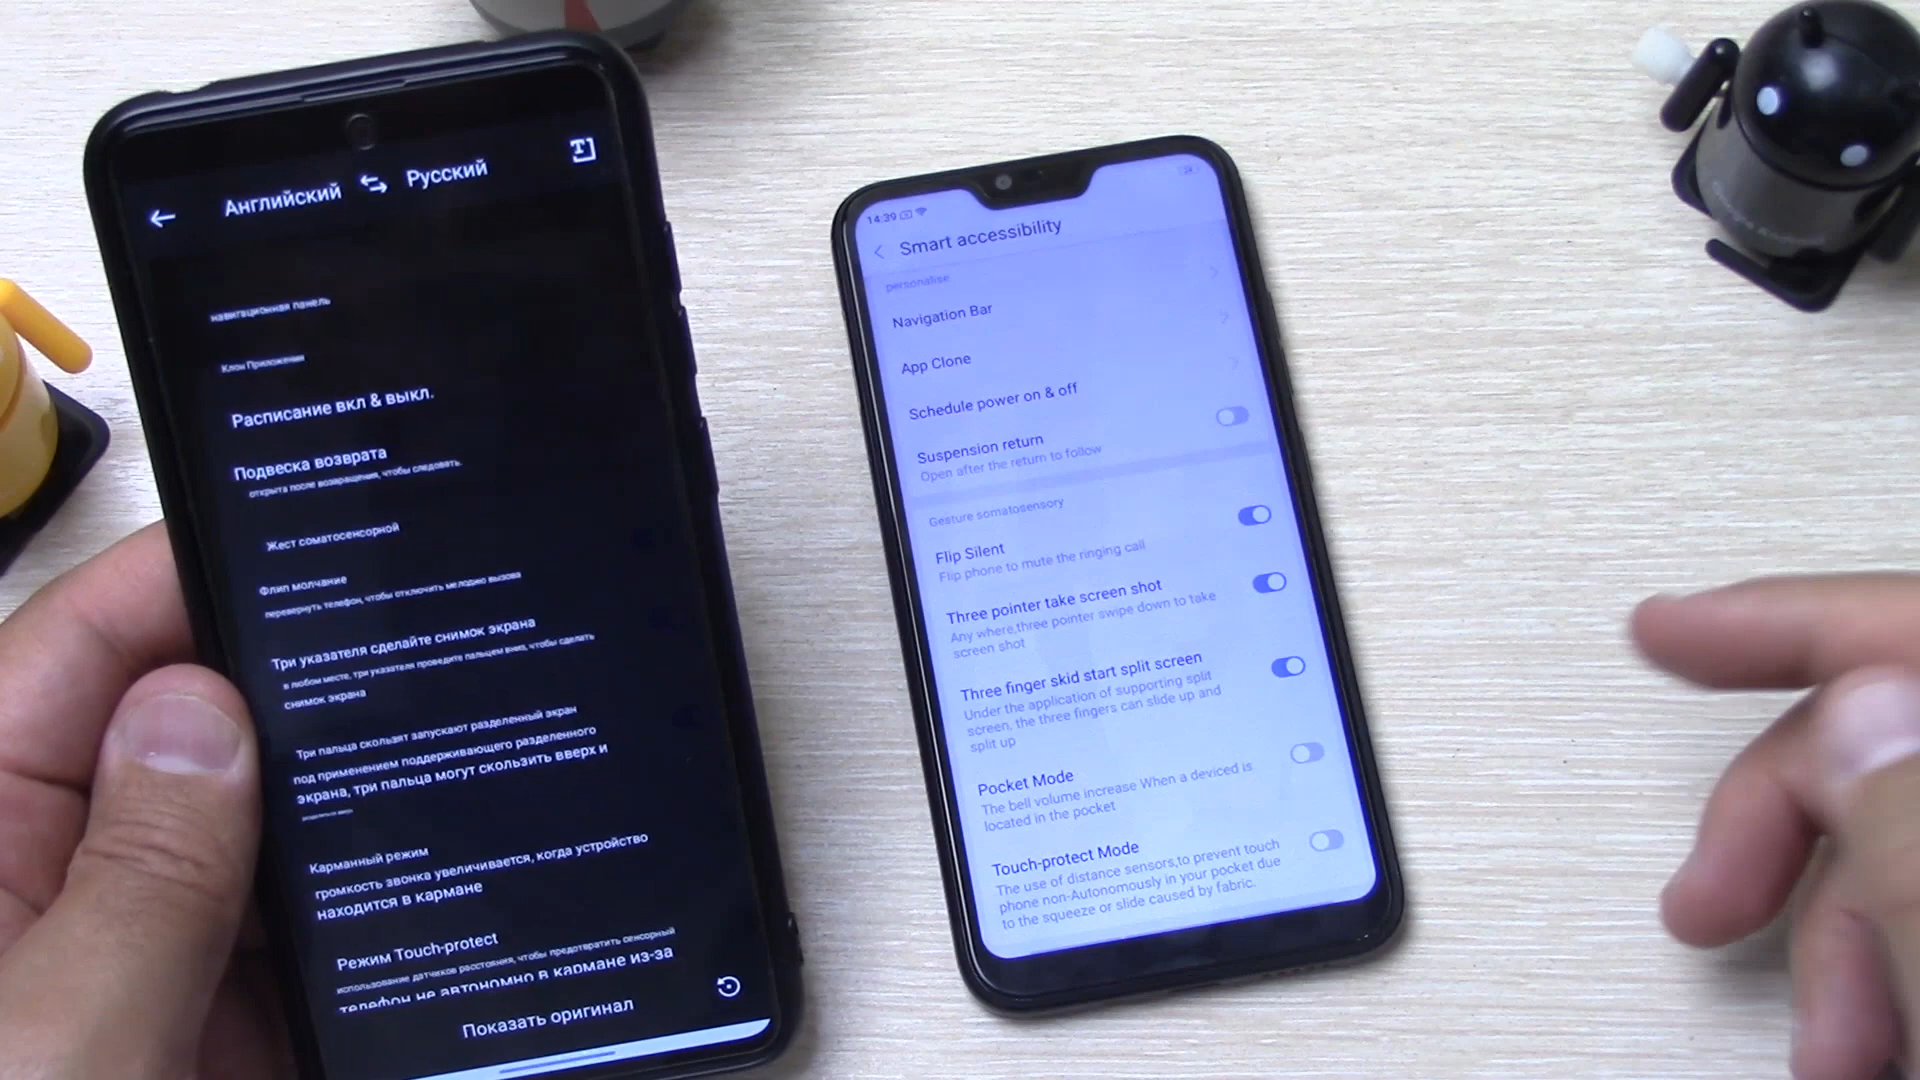 Английский
Русский
навигационная панель
Клон Приложения
Расписание вкл & выкл.
Подвеска возврата
открыта после возвращения, чтобы следовать.
Жест соматосенсорной
Флип молчание
перевернуть телефон, чтобы отключить мелодию вызова
Три указателя сделайте снимок экрана
в любом месте, три указателя проведите пальцем вниз, чтобы сделать
снимок экрана
Три пальца скользят запускают разделенный экран
под применением поддерживающего разделенного
экрана, три пальца могут скользить вверх и
Карманный режим
громкость звонка увеличивается, когда устройство
находится в кармане
Режим Touch-protect
использование датчиков расстояния, чтобы предотвратить сенсорный
телефон не автономно в кармане из-за
Показать оригинал
14:39
Smart accessibility
personalise
Navigation Bar
App Clone
Schedule power on & off
Suspension return
Open after the return to follow
Gesture somatosensory
Flip Silent
Flip phone to mute the ringing call
Three pointer take screen shot
Any where,three pointer swipe down to take
screen shot
Three finger skid start split screen
Under the application of supporting split
screen, the three fingers can slide up and
split up
Pocket Mode
The bell volume increase When a deviced is
located in the pocket
Touch-protect Mode
The use of distance sensors,to prevent touch
phone non-Autonomously in your pocket due
to the squeeze or slide caused by fabric.